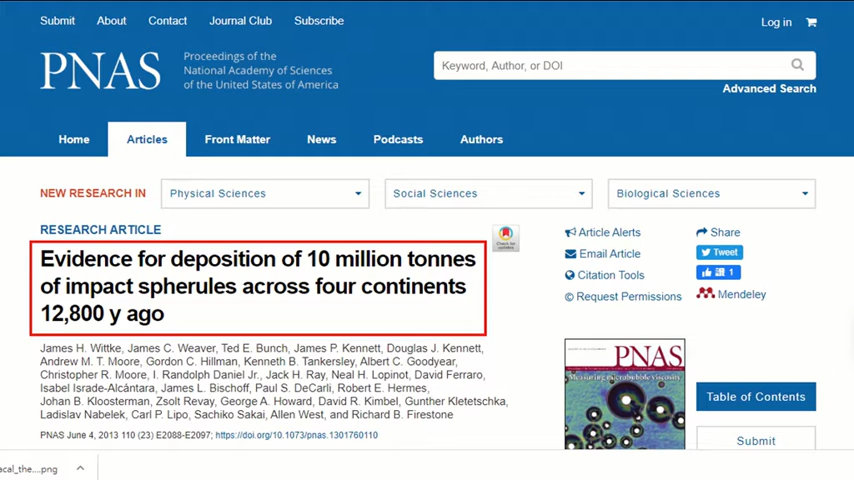 Submit About Contact Journal Club Subscribe Log in
PNAS
Proceedings of the
National Academy of Sciences
of the United States of America
Keyword, Author, or DOI
Advanced Search
Home Articles Front Matter News Podcasts Authors
NEW RESEARCH IN Physical Sciences Social Sciences Biological Sciences
RESEARCH ARTICLE
Check for updates
Evidence for deposition of 10 million tonnes
of impact spherules across four continents
12,800 y ago
James H. Wittke, James C. Weaver, Ted E. Bunch, James P. Kennett, Douglas J. Kennett,
Andrew M. T. Moore, Gordon C. Hillman, Kenneth B. Tankersley, Albert C. Goodyear,
Christopher R. Moore, I. Randolph Daniel Jr., Jack H. Ray, Neal H. Lopinot, David Ferraro,
Isabel Israde-Alcántara, James L. Bischoff, Paul S. DeCarli, Robert E. Hermes,
Johan B. Kloosterman, Zsolt Revay, George A. Howard, David R. Kimbel, Gunther Kletetschka,
Ladislav Nabelek, Carl P. Lipo, Sachiko Sakai, Allen West, and Richard B. Firestone
PNAS June 4, 2013 110 (23) E2088-E2097; https://doi.org/10.1073/pnas.1301760110
Article Alerts
Email Article
Citation Tools
© Request Permissions
Share
Tweet
1
Mendeley
PNAS
Measuring microbubble viscosity
Table of Contents
Submit
acal_the....png